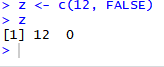 > z <- c(12, FALSE)
> z
[1] 12  0
>